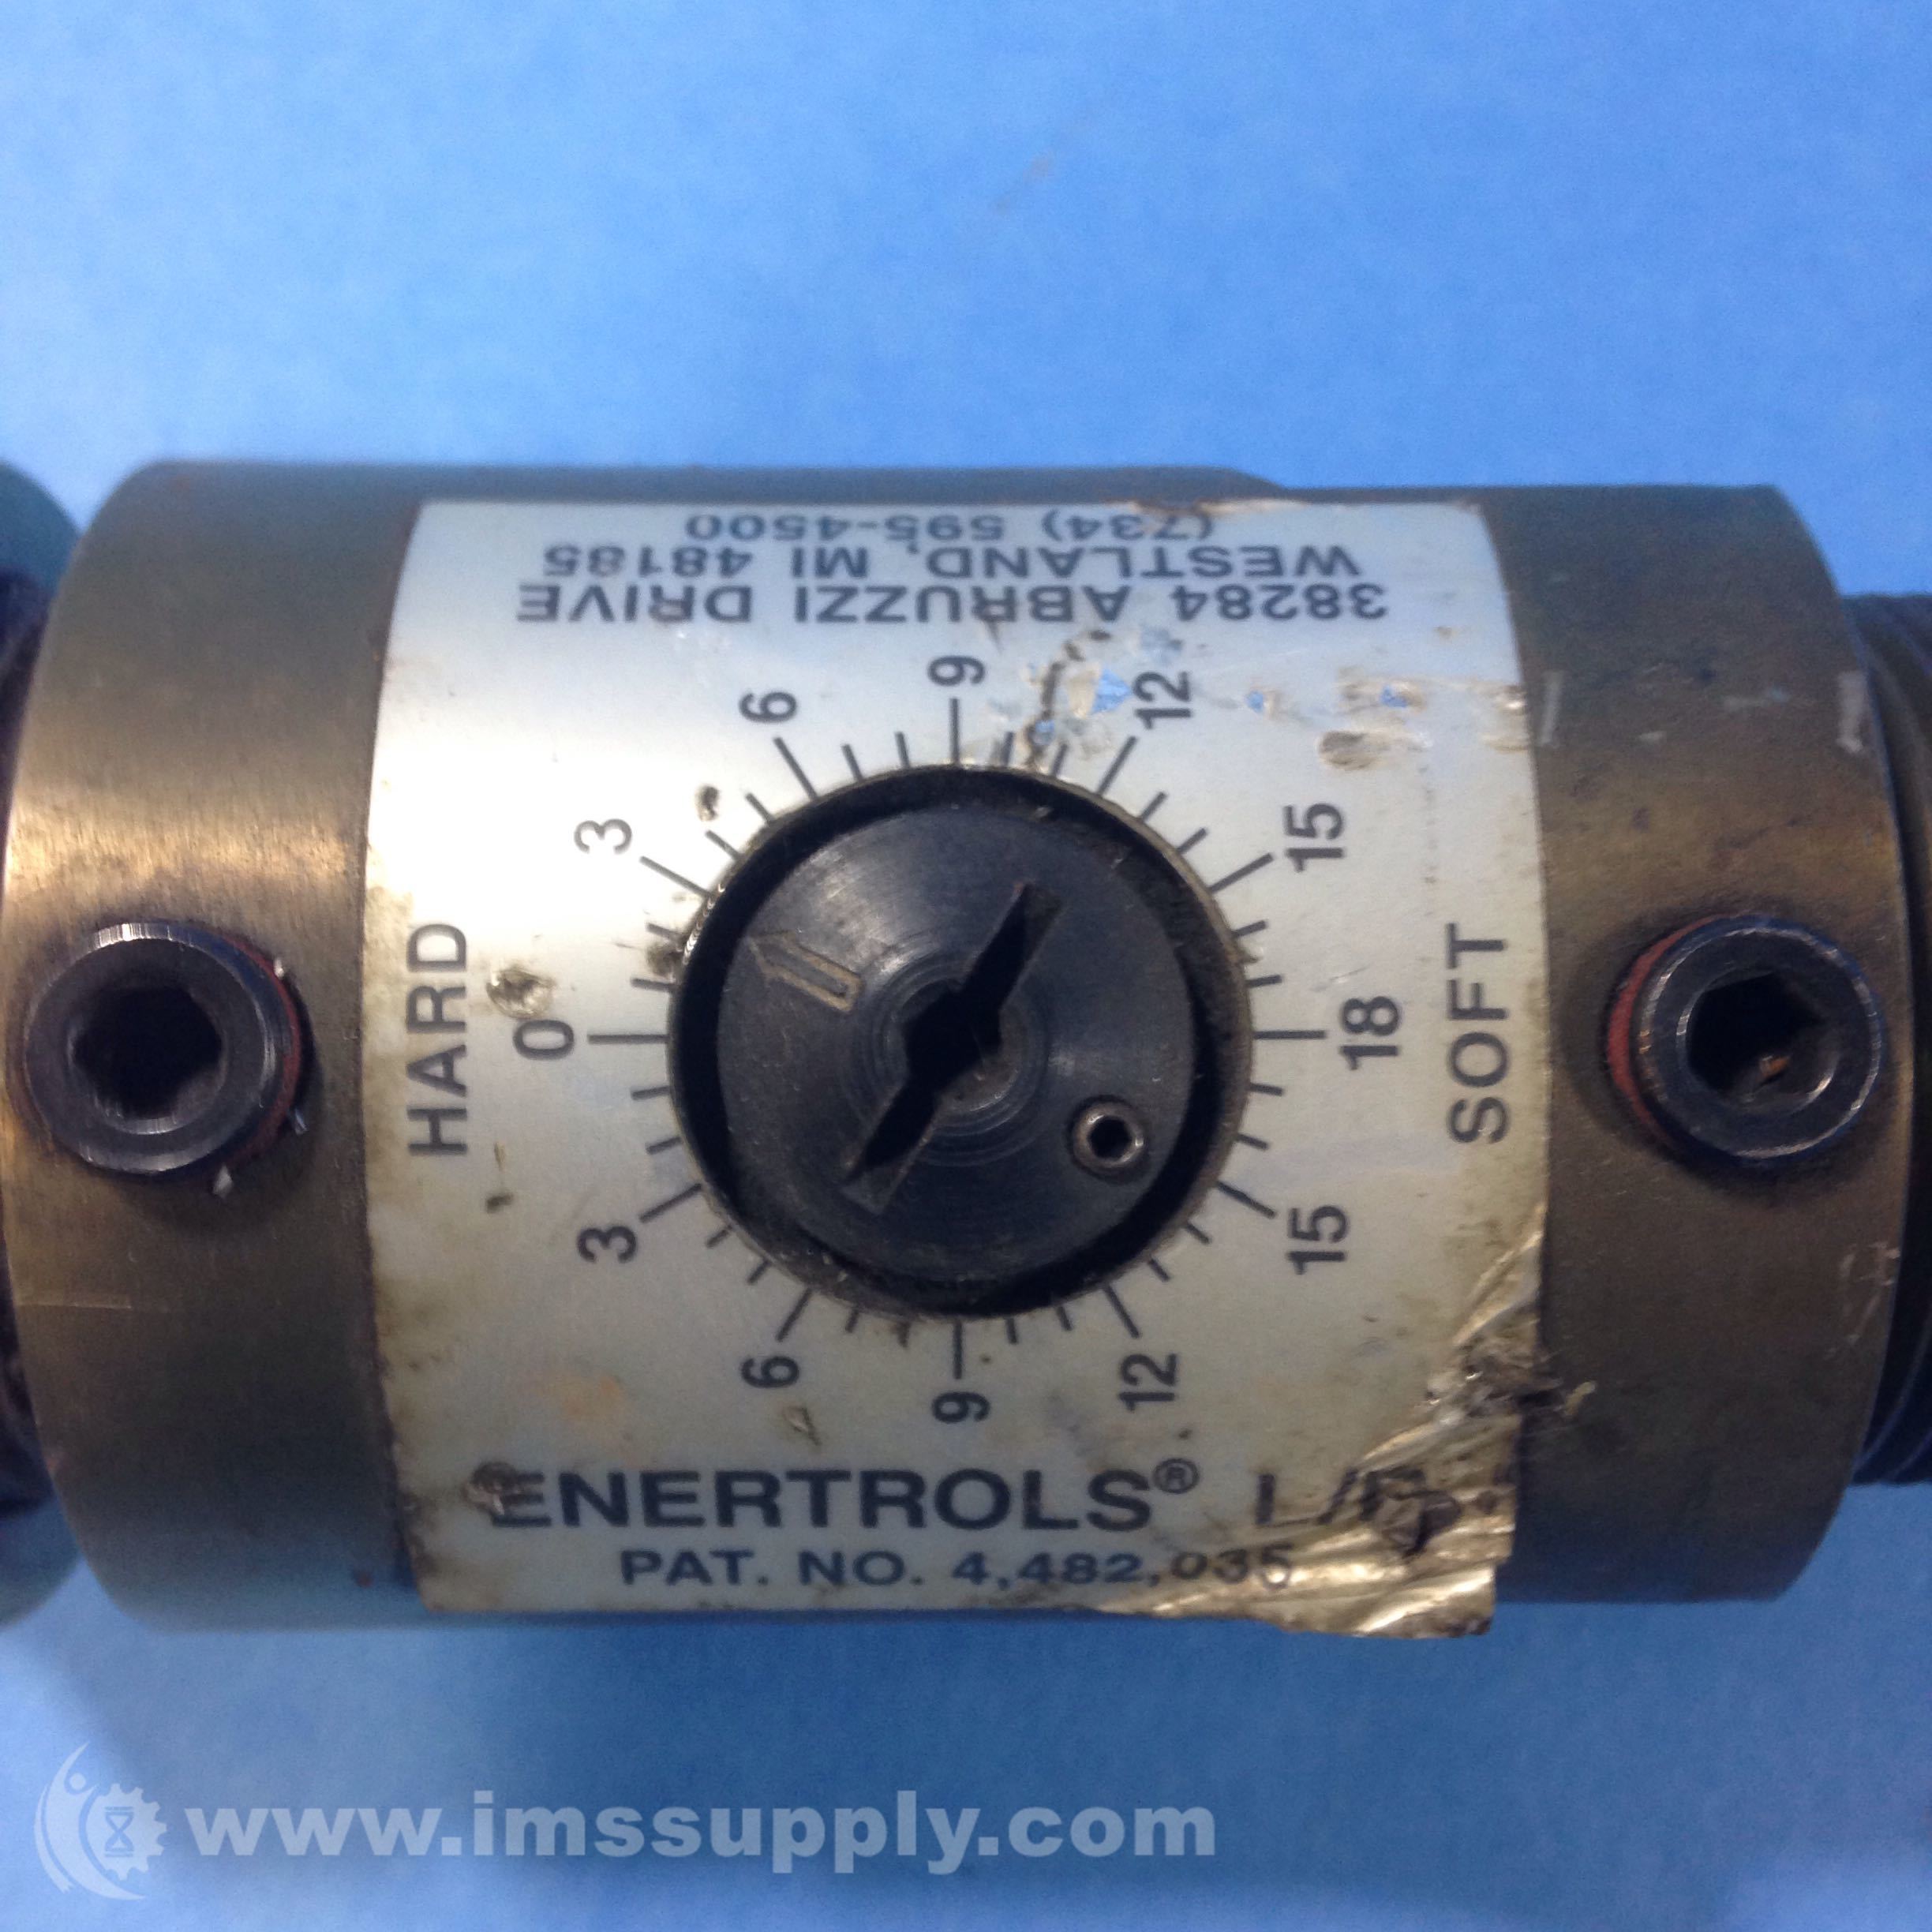 38284 ABRUZZI DRIVE
WESTLAND, MI 48185
(734) 595-4500
9
6 12
3 15
HARD 0 18 SOFT
3 15
6 12
9
ENERTROLS®
PAT. NO. 4,482,035
www.imssupply.com